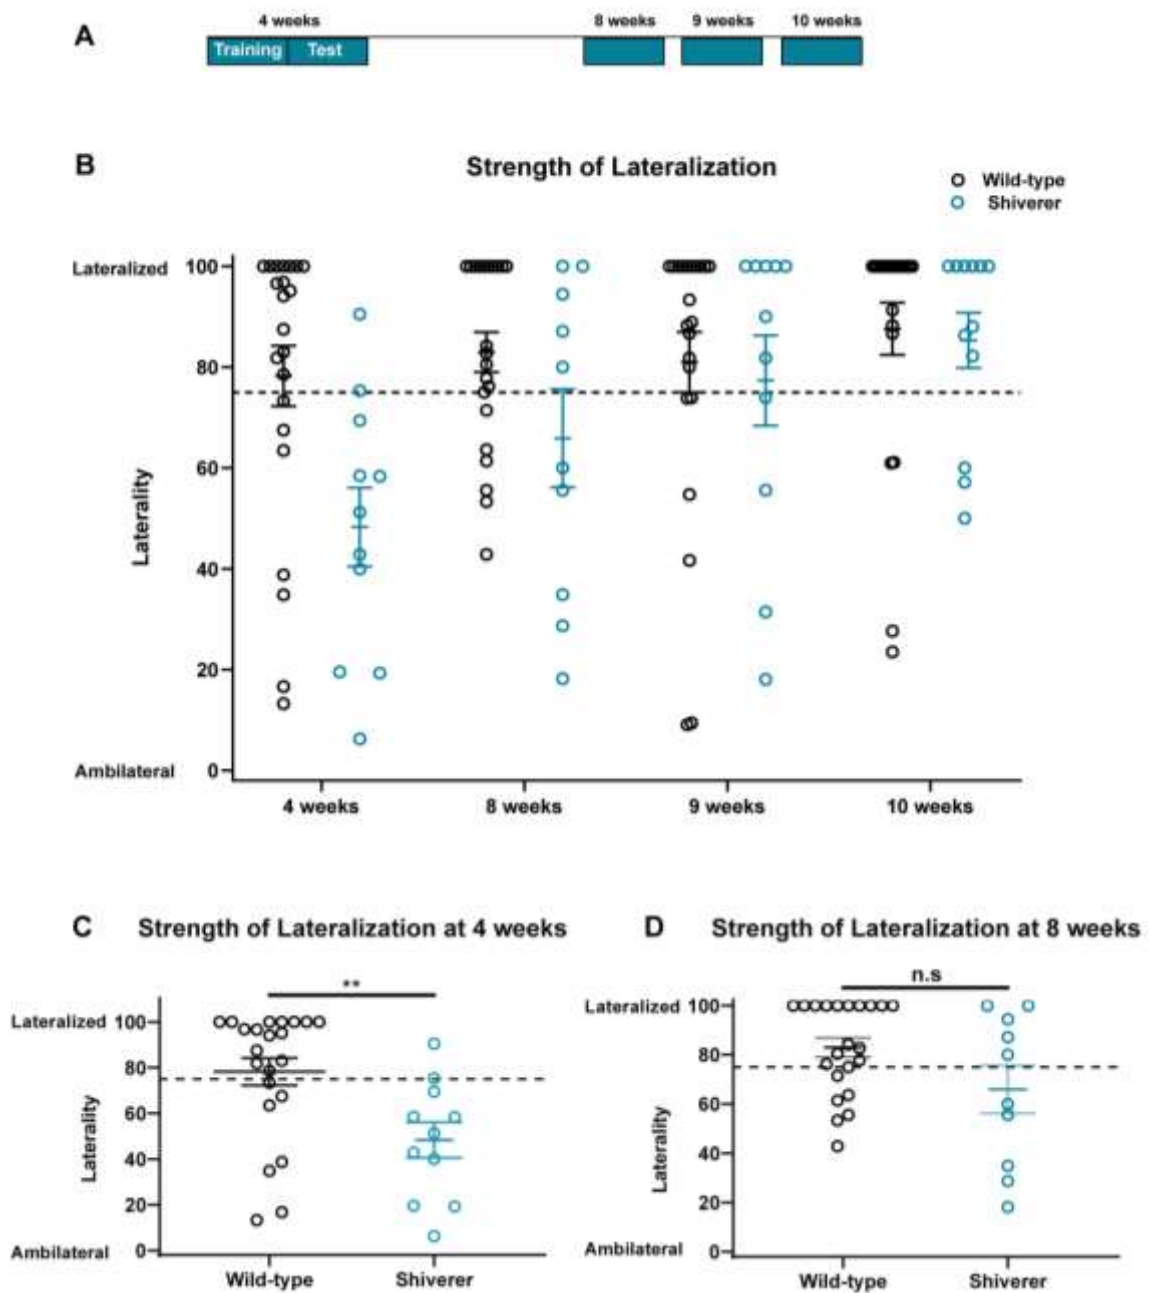 A
4 weeks 8 weeks 9 weeks 10 weeks
Training Test
B
Strength of Lateralization
Wild-type
Shiverer
Lateralized 100
80
60
40
20
Ambilateral 0
Laterality
4 weeks 8 weeks 9 weeks 10 weeks
C Strength of Lateralization at 4 weeks
**
Lateralized 100
80
60
40
20
Ambilateral 0
Laterality
Wild-type Shiverer
D Strength of Lateralization at 8 weeks
n.s
Lateralized 100
80
60
40
20
Ambilateral 0
Laterality
Wild-type Shiverer